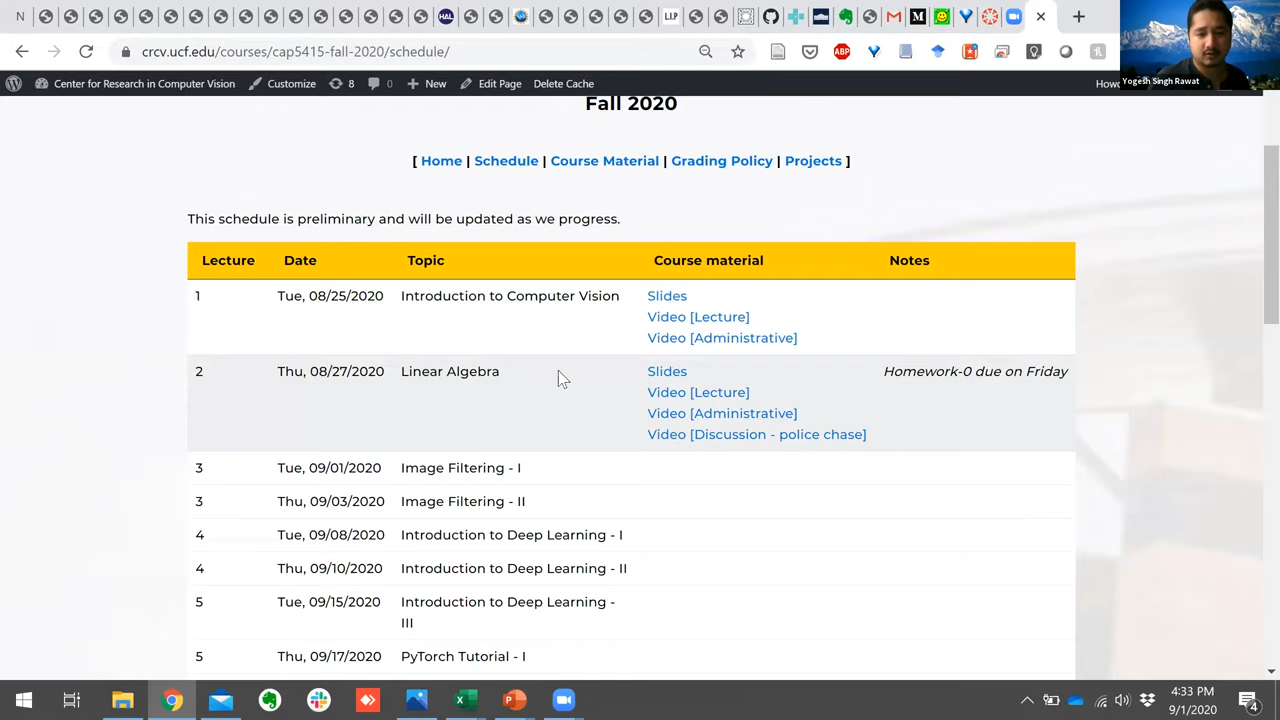 N HAL LLP M
crcv.ucf.edu/courses/cap5415-fall-2020/schedule/ ABP
Yogesh Singh Rawat
Center for Research in Computer Vision Customize 8 0 New Edit Page Delete Cache Howd
Fall 2020
[ Home | Schedule | Course Material | Grading Policy | Projects ]
This schedule is preliminary and will be updated as we progress.
Lecture Date Topic Course material Notes
1 Tue, 08/25/2020 Introduction to Computer Vision Slides
Video [Lecture]
Video [Administrative]
2 Thu, 08/27/2020 Linear Algebra Slides Homework-0 due on Friday
Video [Lecture]
Video [Administrative]
Video [Discussion - police chase]
3 Tue, 09/01/2020 Image Filtering - I
3 Thu, 09/03/2020 Image Filtering - II
4 Tue, 09/08/2020 Introduction to Deep Learning - I
4 Thu, 09/10/2020 Introduction to Deep Learning - II
5 Tue, 09/15/2020 Introduction to Deep Learning -
III
5 Thu, 09/17/2020 PyTorch Tutorial - I
4:33 PM
9/1/2020
4